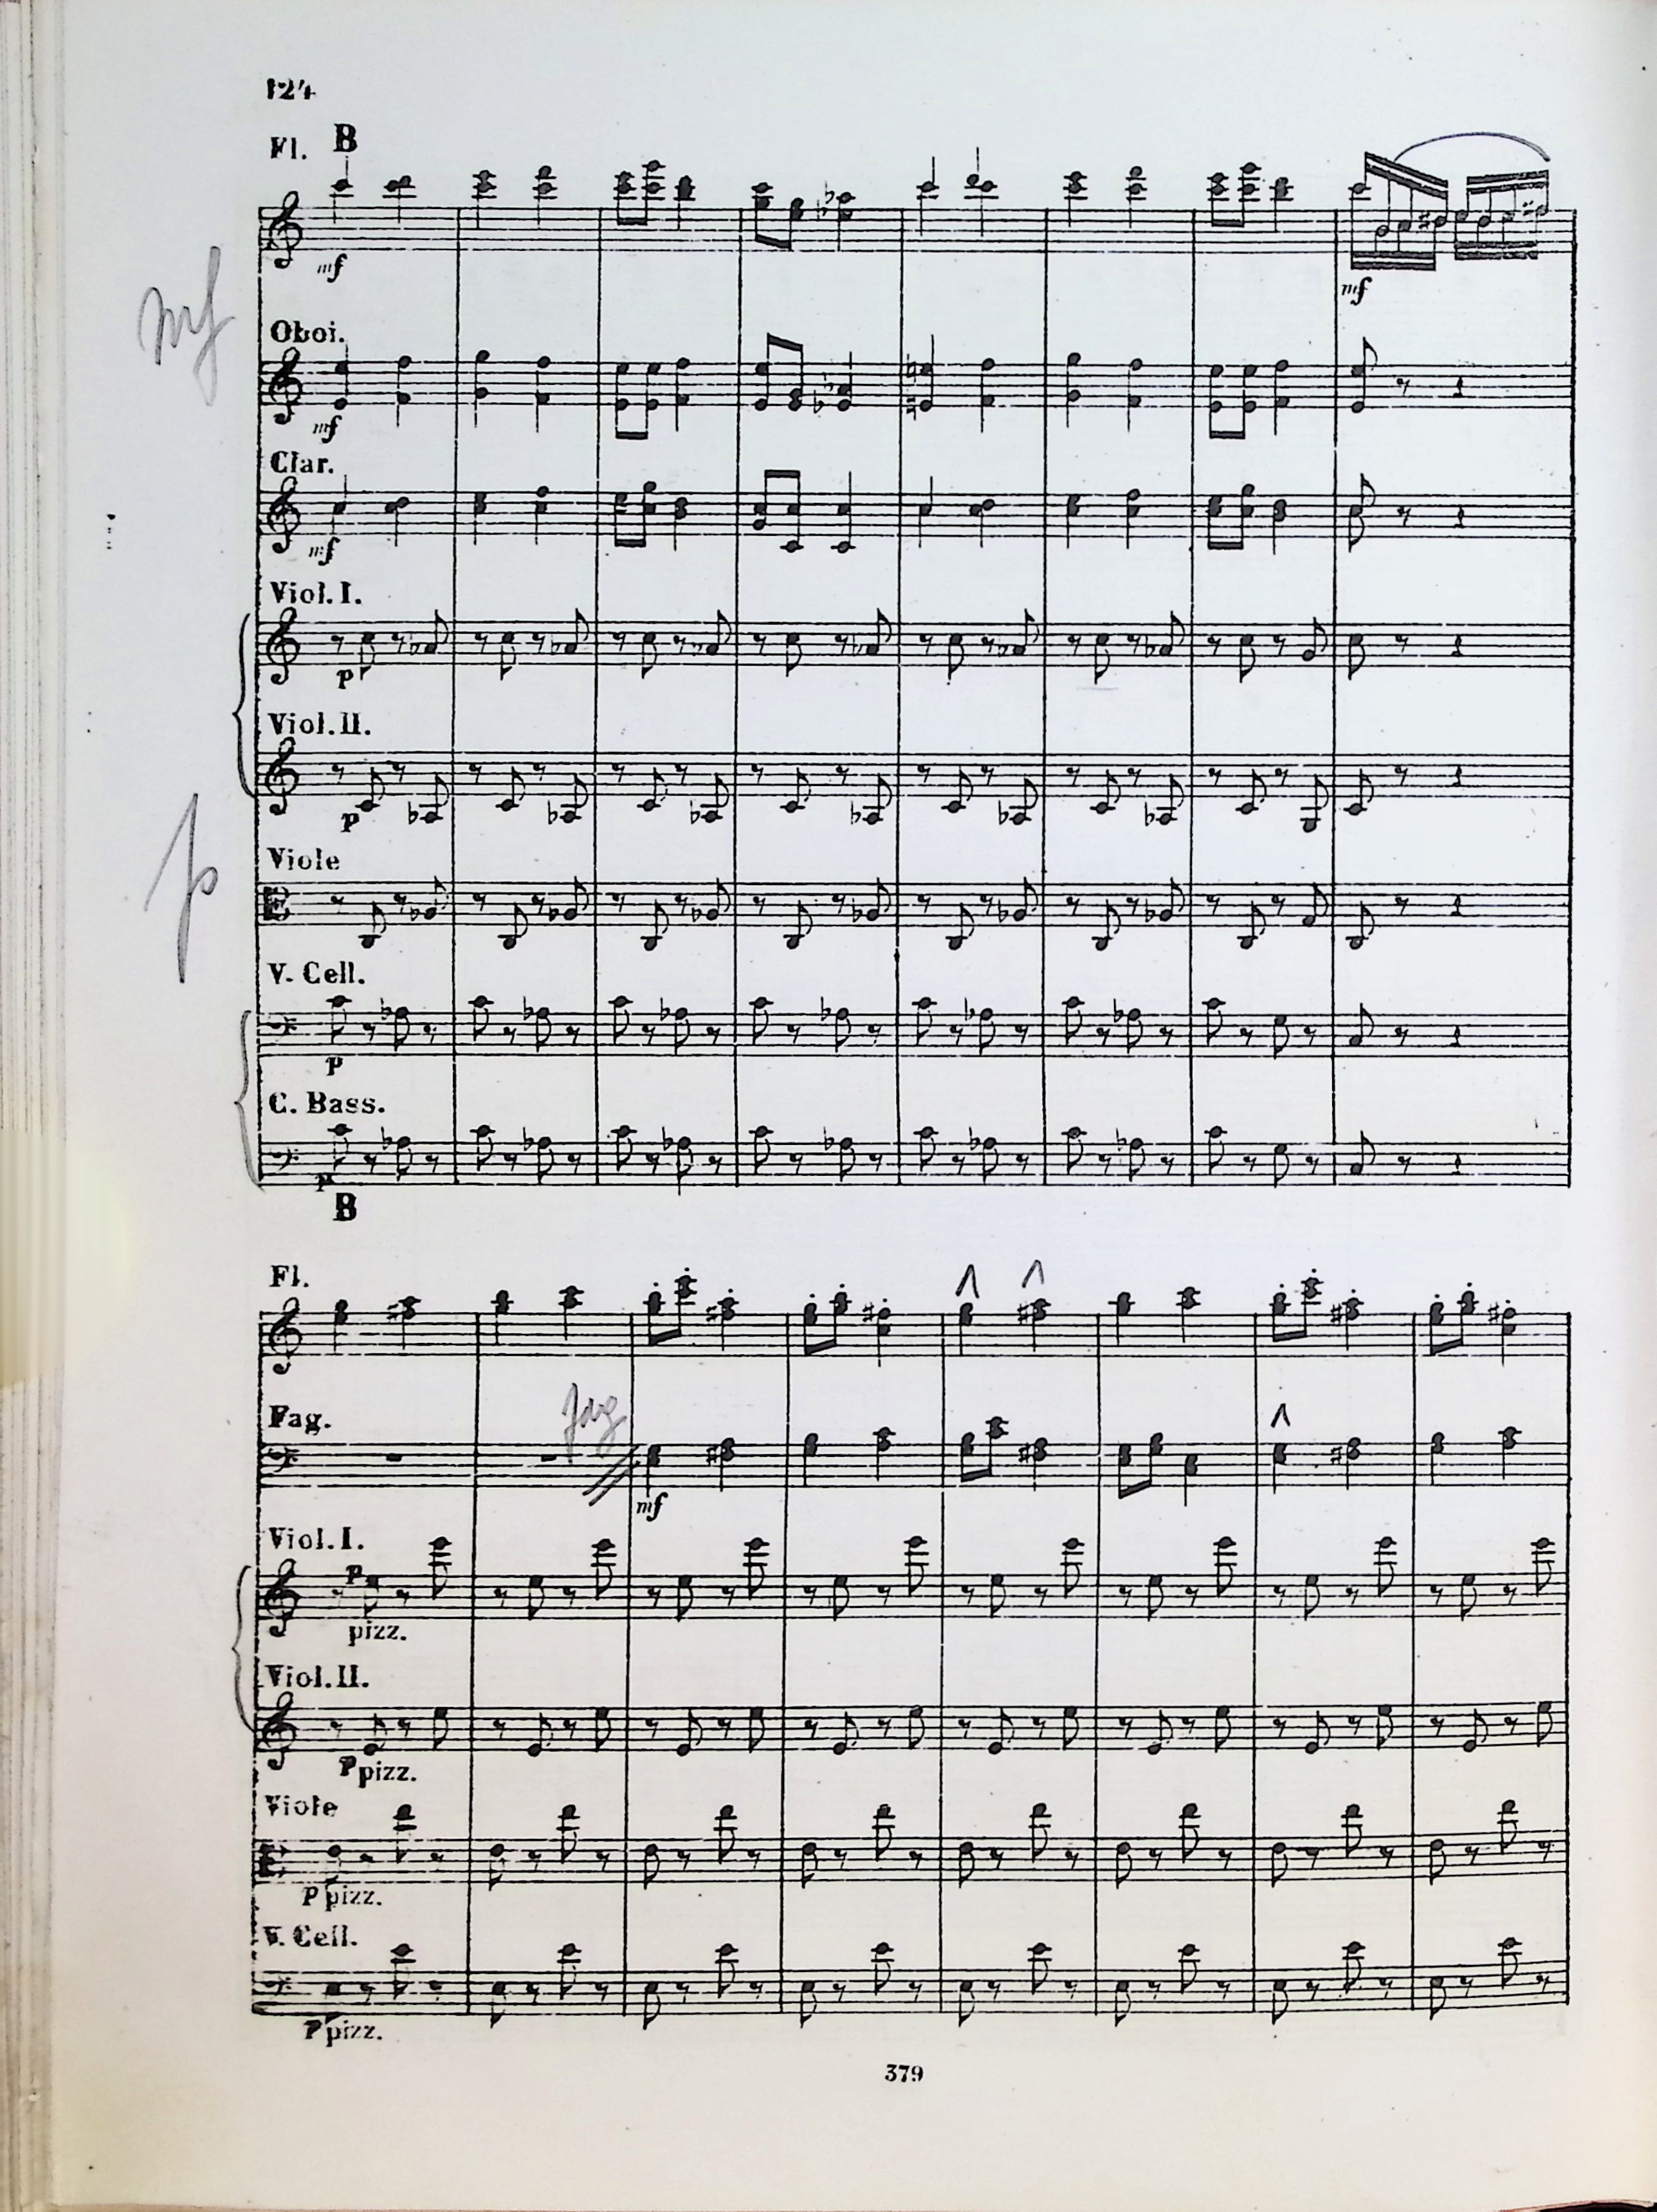 124
Fl. B
mf
mf
mf
Oboi.
mf
Clar.
mf
Viol. I.
p
Viol. II.
p
p
Viole
V. Cell.
p
C. Bass.
p
B
Fl.
Fag.
fag
mf
Viol. I.
p
pizz.
Viol. II.
p pizz.
Viole
p pizz.
V. Cell.
p pizz.
379